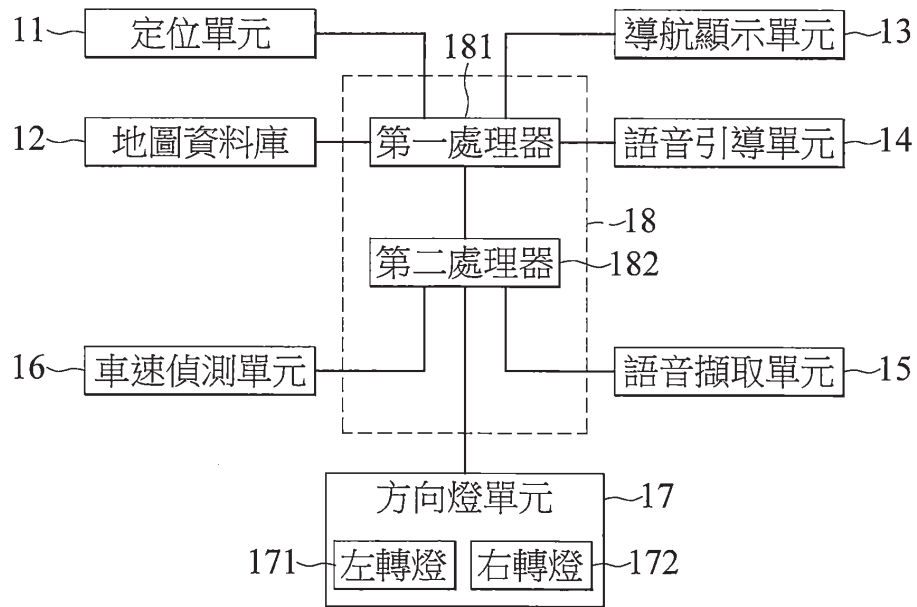 11 定位單元
181
導航顯示單元 13
12 地圖資料庫
第一處理器
語音引導單元 14
18
第二處理器 182
16 車速偵測單元
語音擷取單元 15
方向燈單元 17
171 左轉燈
右轉燈 172